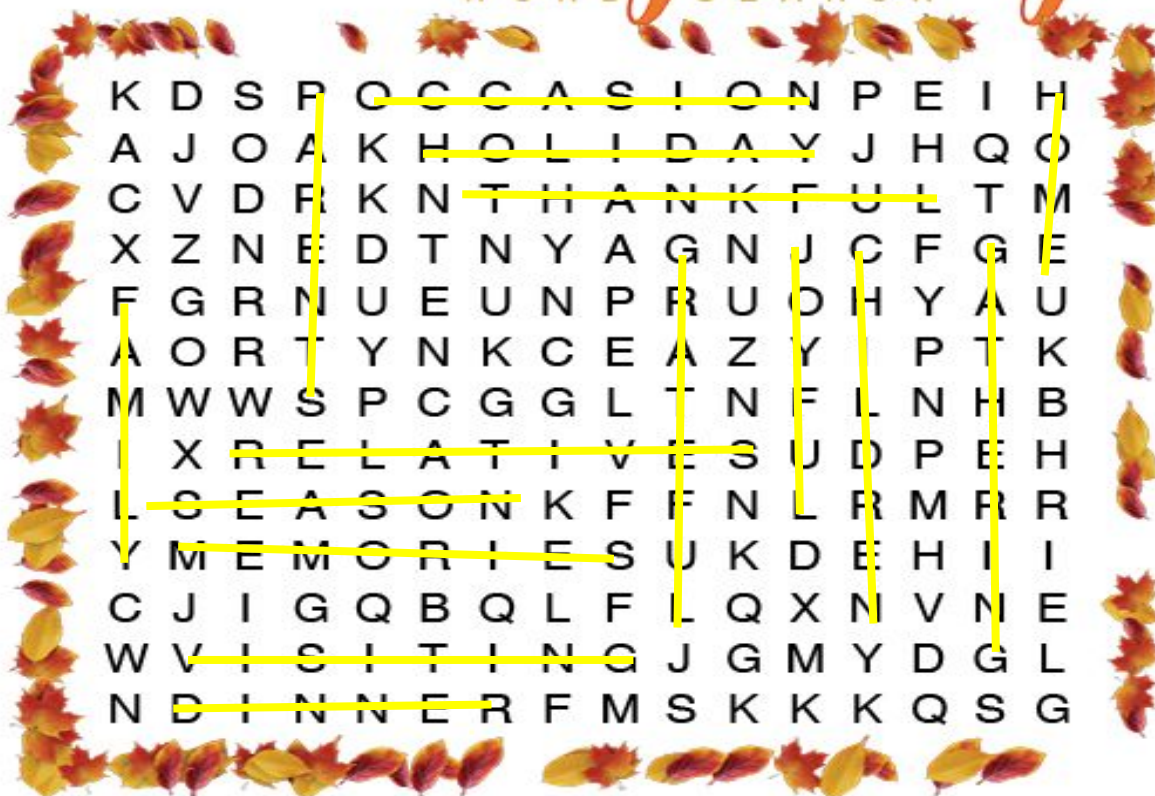 K D S P O C C A S I O N P E I H
A J O A K H O L I D A Y J H Q O
C V D R K N T H A N K F U L T M
X Z N E D T N Y A G N J C F G E
F G R N U E U N P R U O H Y A U
A O R T Y N K C E A Z Y I P T K
M W W S P C G G L T N F L N H B
I X R E L A T I V E S U D P E H
L S E A S O N K F F N L R M R R
Y M E M O R I E S U K D E H I I
C J I G Q B Q L F L Q X N V N E
W V I S I T I N G J G M Y D G L
N D I N N E R F M S K K K Q S G